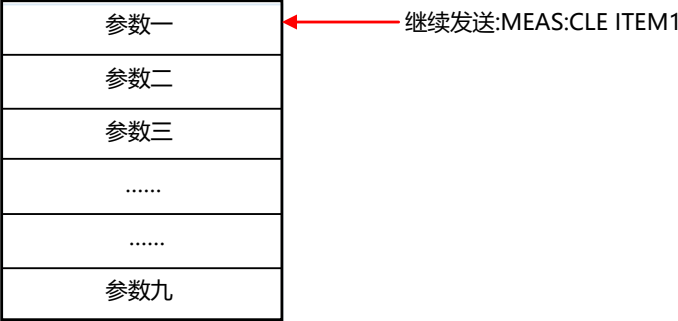 参数一
继续发送:MEAS:CLE ITEM1
参数二
参数三
......
......
参数九